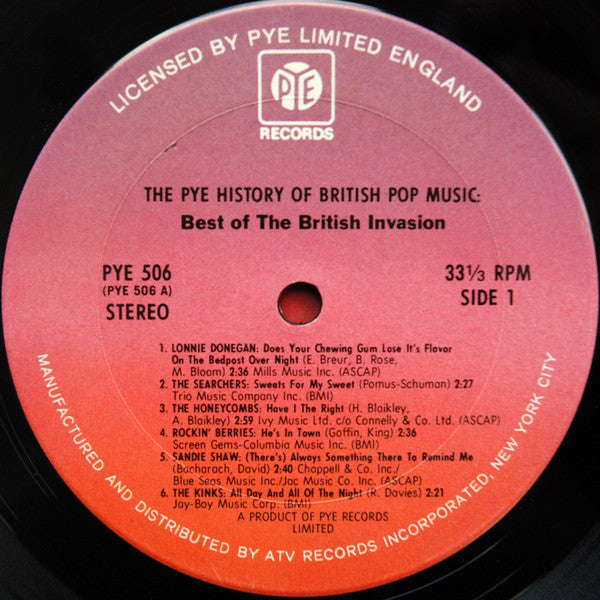 LICENSED BY PYE LIMITED ENGLAND
PYE
RECORDS
THE PYE HISTORY OF BRITISH POP MUSIC:
Best of The British Invasion
PYE 506
(PYE 506 A)
STEREO
33⅓ RPM
SIDE 1
1. LONNIE DONEGAN: Does Your Chewing Gum Lose It's Flavor
On The Bedpost Over Night (E. Breur, B. Rose,
M. Bloom) 2:36 Mills Music Inc. (ASCAP)
2. THE SEARCHERS: Sweets For My Sweet (Pomus-Schuman) 2:27
Trio Music Company Inc. (BMI)
3. THE HONEYCOMBS: Have I The Right (H. Blaikley,
A. Blaikley) 2:59 Ivy Music Ltd. c/o Connelly & Co. Ltd. (ASCAP)
4. ROCKIN' BERRIES: He's In Town (Goffin, King) 2:36
Screen Gems-Columbia Music Inc. (BMI)
5. SANDIE SHAW: (There's) Always Something There To Remind Me
(Bacharach, David) 2:40 Chappell & Co. Inc./
Blue Seas Music Inc./Jac Music Co. Inc. (ASCAP)
6. THE KINKS: All Day And All Of The Night (R. Davies) 2:21
Jay-Boy Music Corp. (BMI)
A PRODUCT OF PYE RECORDS
LIMITED
MANUFACTURED AND DISTRIBUTED BY ATV RECORDS INCORPORATED, NEW YORK CITY